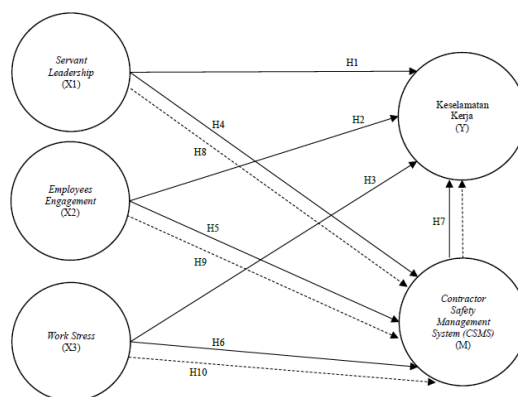 Servant
Leadership
(X1)
H1
Keselamatan
Kerja
(Y)
H4
H8
H2
H3
Employees
Engagement
(X2)
H5
H9
H7
Work Stress
(X3)
H6
H10
Contractor
Safety
Management
System (CSMS)
(M)